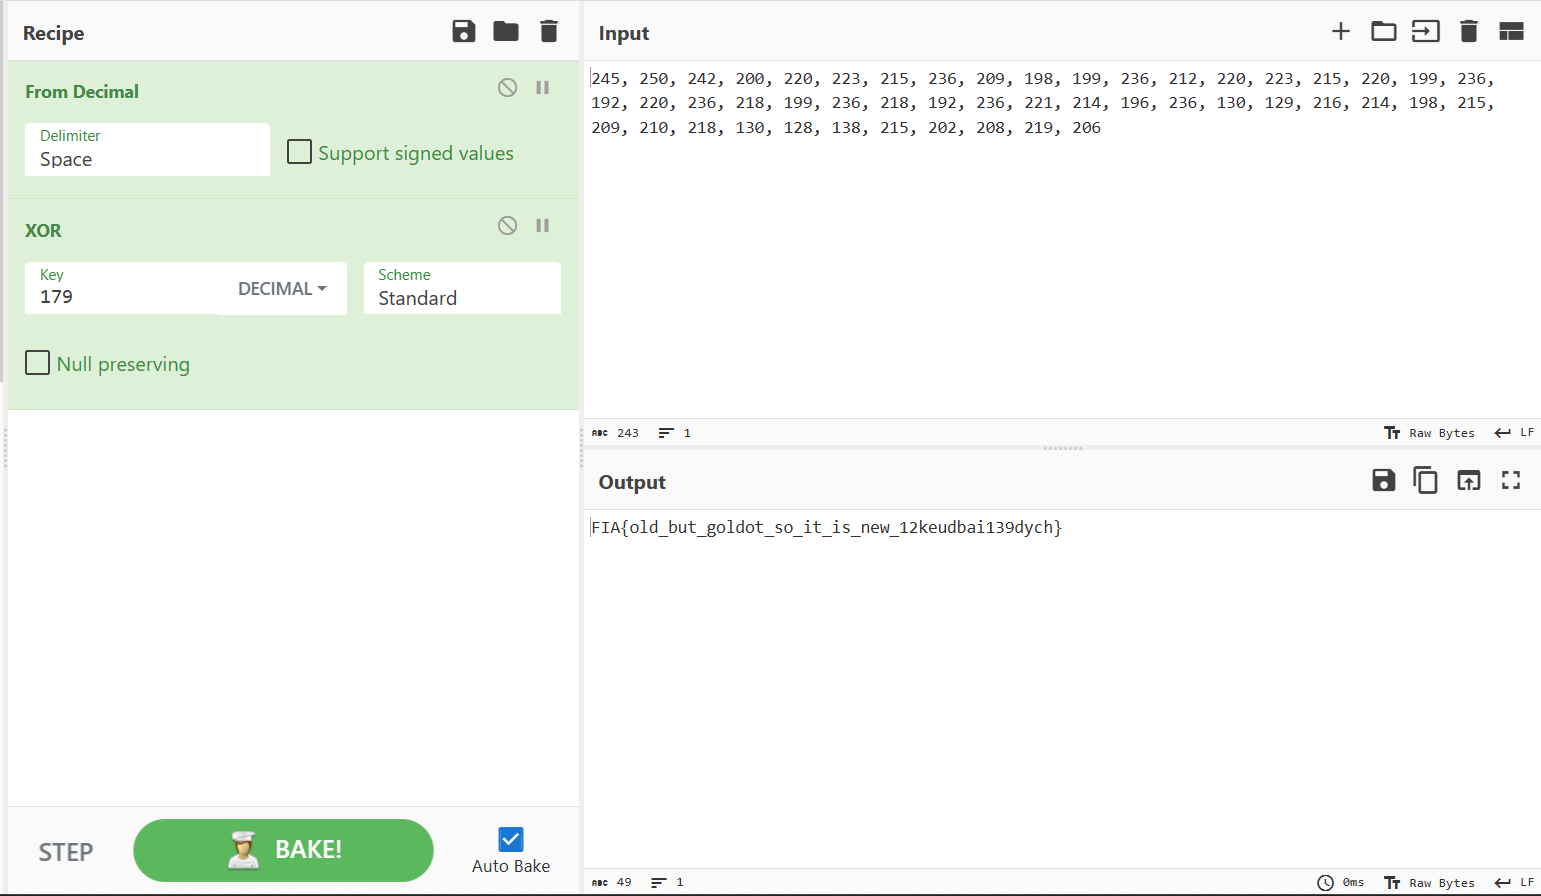 Recipe
From Decimal
Delimiter
Space
Support signed values
XOR
Key
179
DECIMAL
Scheme
Standard
Null preserving
STEP
BAKE!
Auto Bake
Input
245, 250, 242, 200, 220, 223, 215, 236, 209, 198, 199, 236, 212, 220, 223, 215, 220, 199, 236,
192, 220, 236, 218, 199, 236, 218, 192, 236, 221, 214, 196, 236, 130, 129, 216, 214, 198, 215,
209, 210, 218, 130, 128, 138, 215, 202, 208, 219, 206
ABC 243 1
Raw Bytes LF
Output
FIA{old_but_goldot_so_it_is_new_12keudbai139dych}
ABC 49 1
0ms Raw Bytes LF